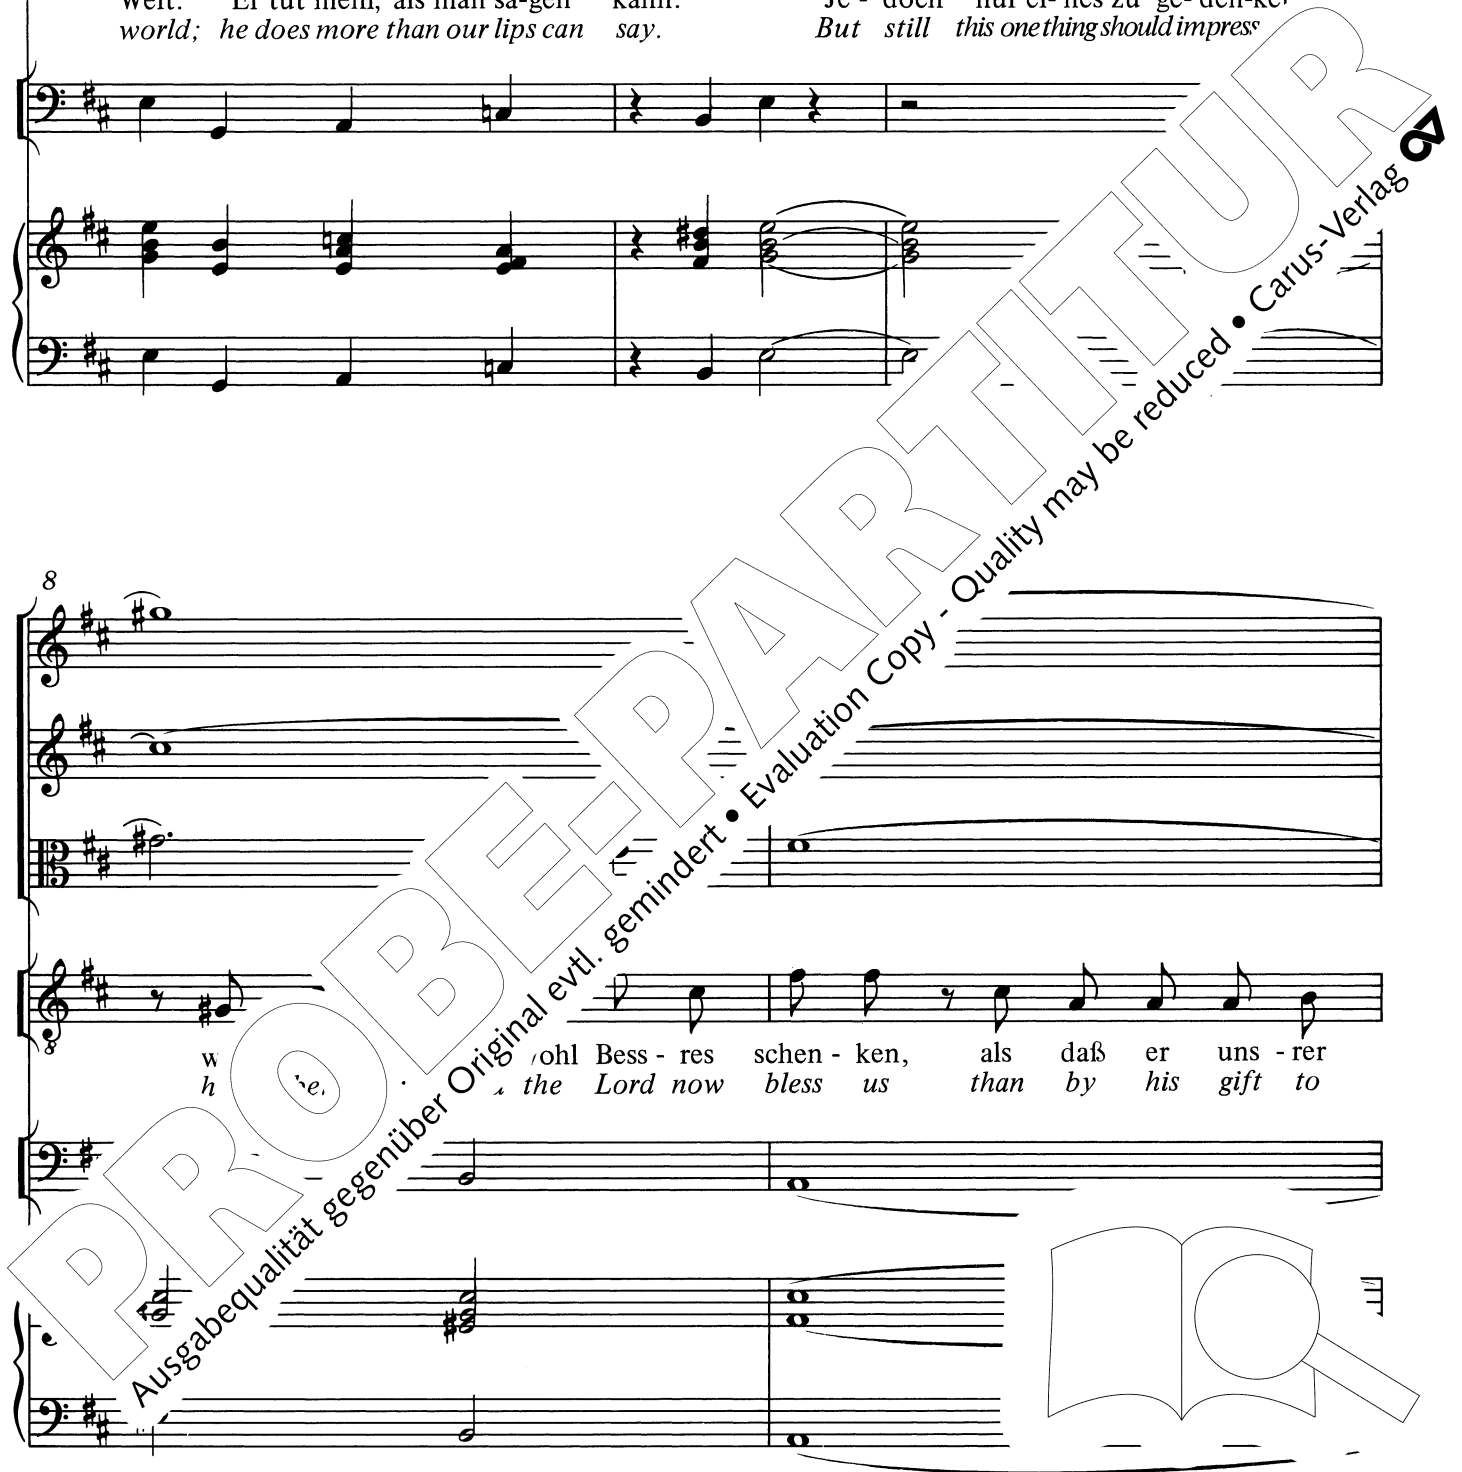 Welt. Er tut mehr, als man sa-gen kann. Je - doch nur ei-nes zu ge-den-ken
world; he does more than our lips can say. But still this one thing should impress
8
ohl Bess - res schen - ken, als daß er uns - rer
the Lord now bless us than by his gift to
PROBE-PARTITUR
Ausgabequalität gegenüber Original evtl. gemindert • Evaluation Copy - Quality may be reduced • Carus-Verlag